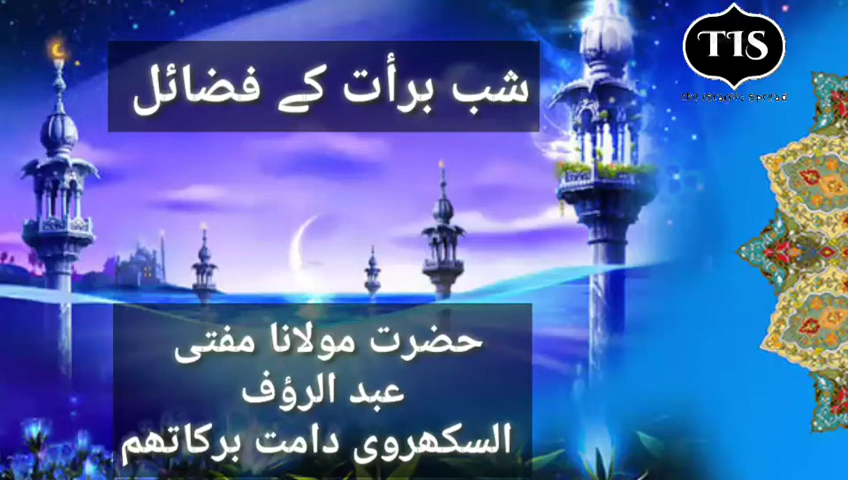 شب برأت کے فضائل
TIS
حضرت مولانا مفتی
عبد الرؤف
السکھروی دامت برکاتھم